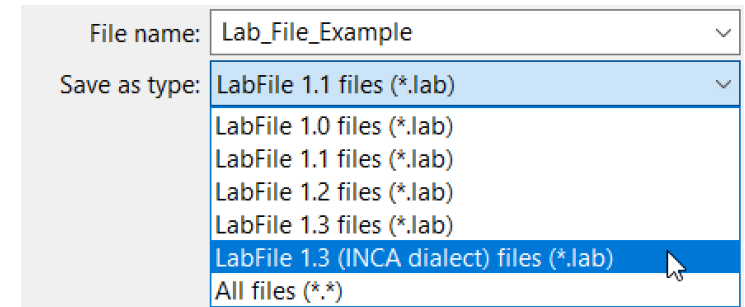 File name: Lab_File_Example
Save as type: LabFile 1.1 files (*.lab)
LabFile 1.0 files (*.lab)
LabFile 1.1 files (*.lab)
LabFile 1.2 files (*.lab)
LabFile 1.3 files (*.lab)
LabFile 1.3 (INCA dialect) files (*.lab)
All files (*.*)